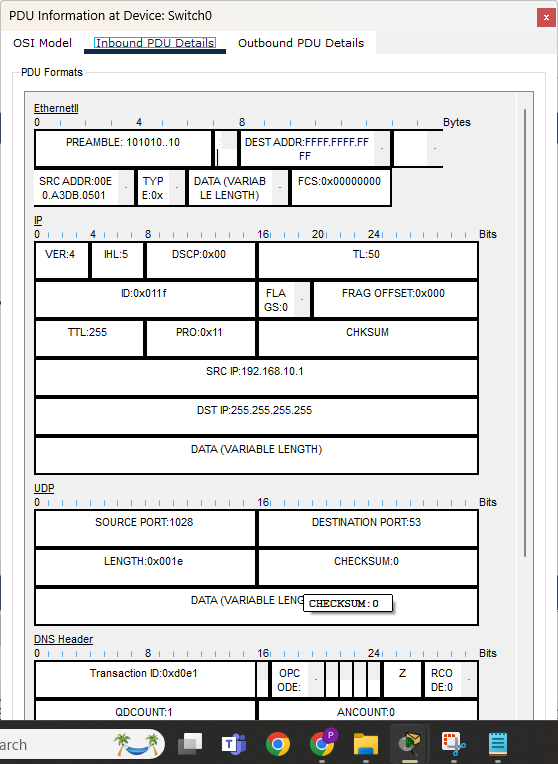 PDU Information at Device: Switch0
x
OSI Model Inbound PDU Details Outbound PDU Details
PDU Formats
EthernetII
0 4 8 Bytes
PREAMBLE: 101010..10 DEST ADDR:FFFF.FFFF.FF
FF
SRC ADDR:00E TYP DATA (VARIAB FCS:0x00000000
0.A3DB.0501 E:0x LE LENGTH)
IP
0 4 8 16 20 24 Bits
VER:4 IHL:5 DSCP:0x00 TL:50
ID:0x011f FLA FRAG OFFSET:0x000
GS:0
TTL:255 PRO:0x11 CHKSUM
SRC IP:192.168.10.1
DST IP:255.255.255.255
DATA (VARIABLE LENGTH)
UDP
0 16 Bits
SOURCE PORT:1028 DESTINATION PORT:53
LENGTH:0x001e CHECKSUM:0
DATA (VARIABLE LENG
CHECKSUM:0
DNS Header
0 8 16 24 Bits
Transaction ID:0xd0e1 OPC Z RCO
ODE: DE:0
QDCOUNT:1 ANCOUNT:0
arch
P